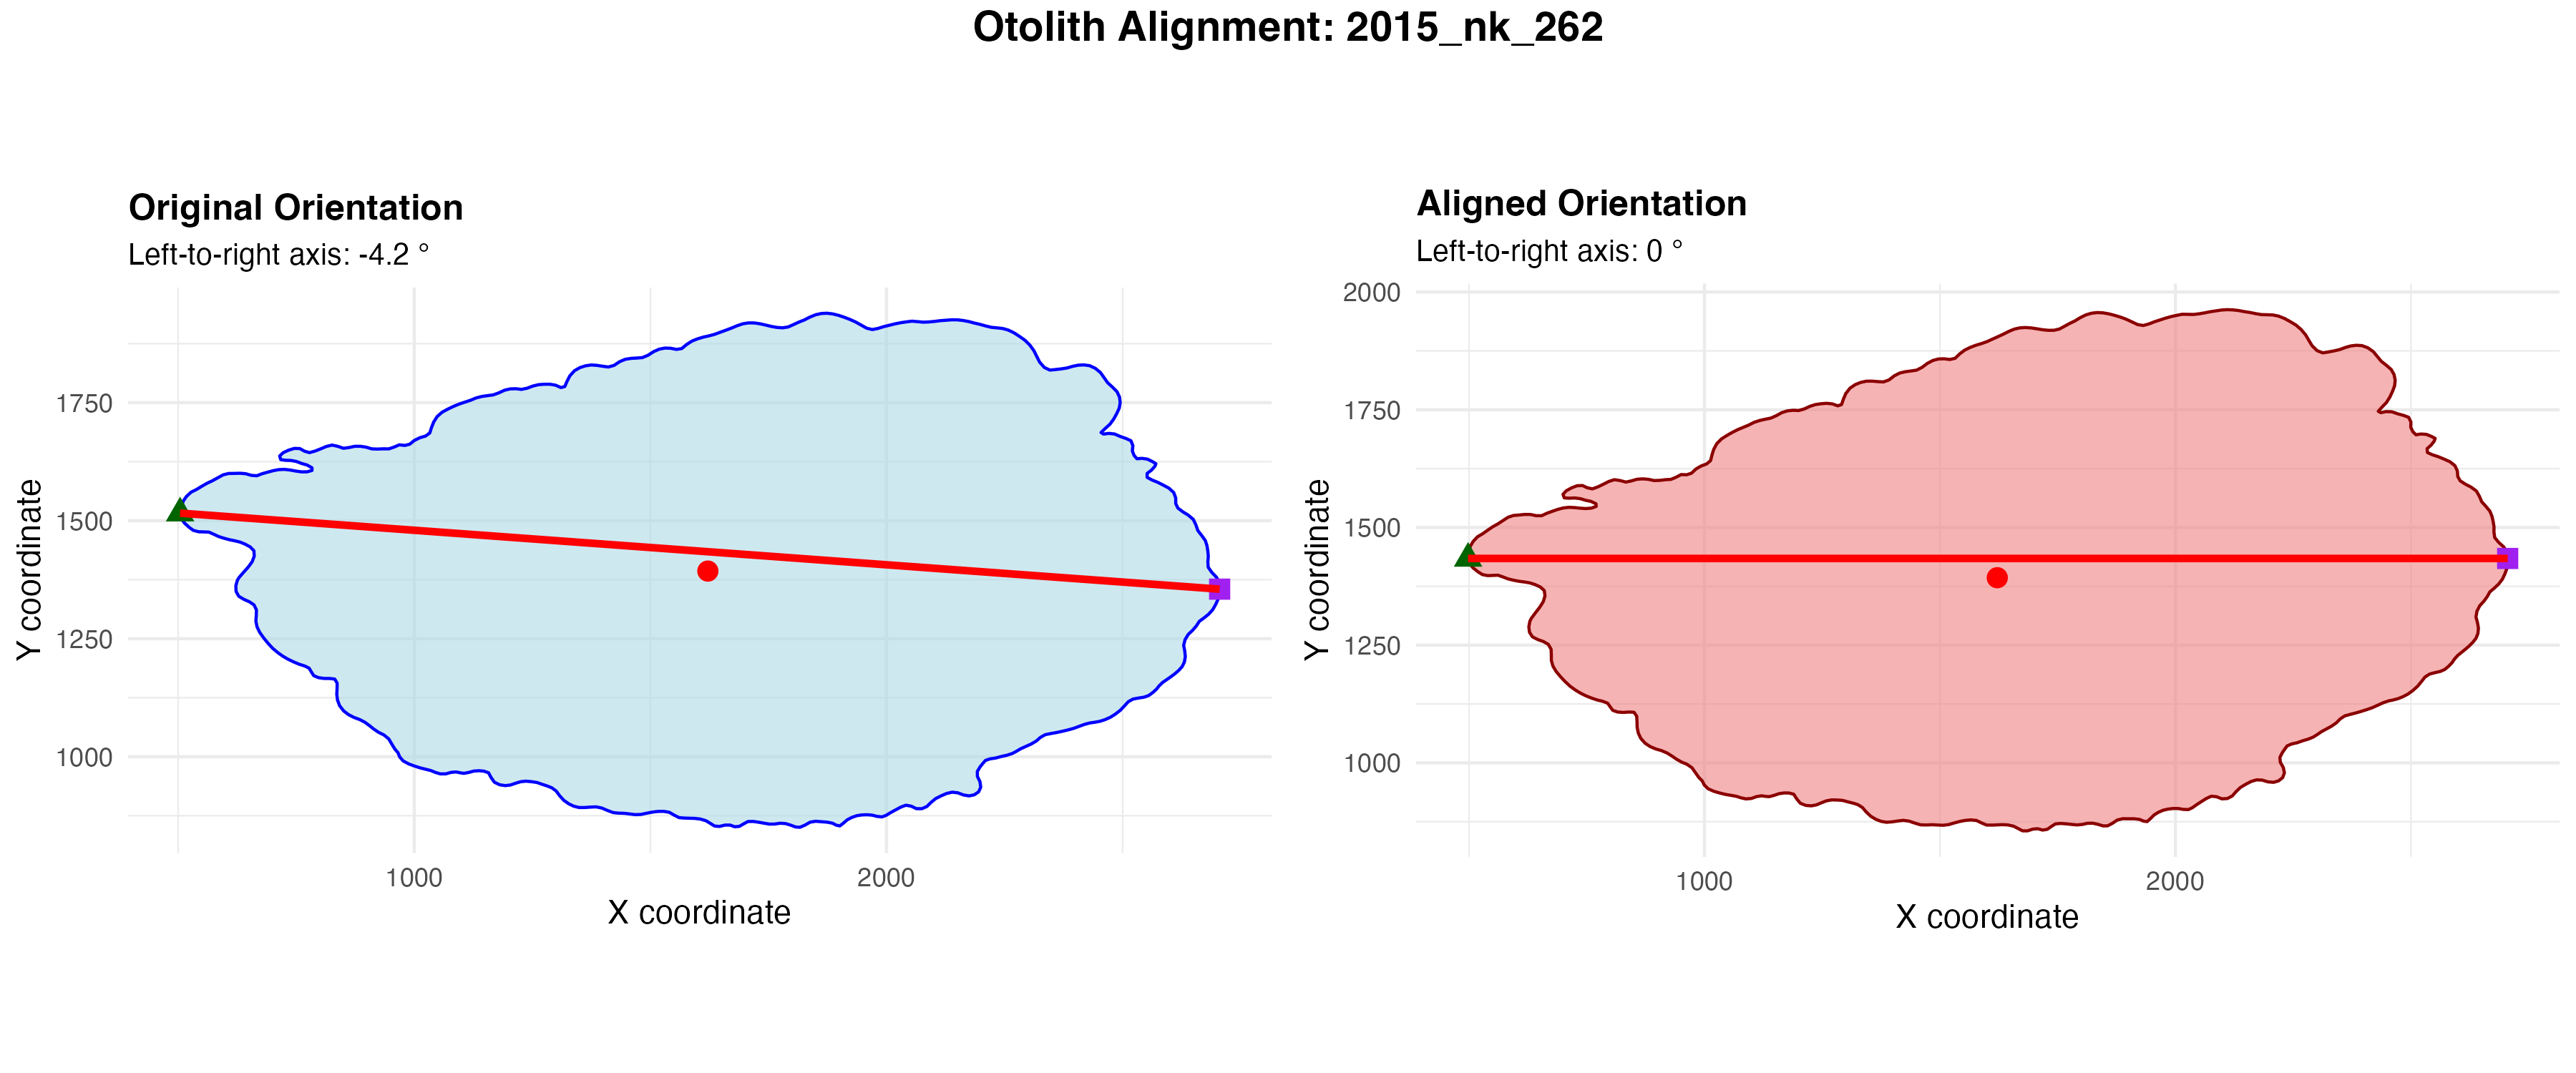 Otolith Alignment: 2015_nk_262
Original Orientation
Left-to-right axis: -4.2 °
Y coordinate
1750
1500
1250
1000
1000
2000
X coordinate
Aligned Orientation
Left-to-right axis: 0 °
Y coordinate
2000
1750
1500
1250
1000
1000
2000
X coordinate